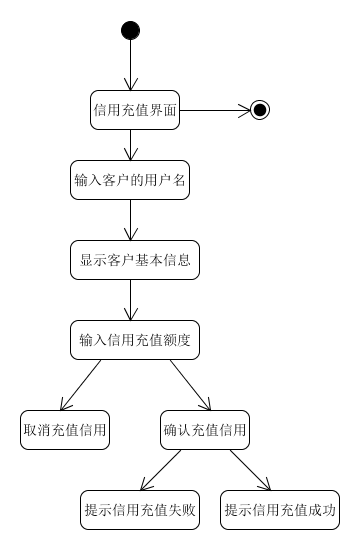 信用充值界面
输入客户的用户名
显示客户基本信息
输入信用充值额度
取消充值信用
确认充值信用
提示信用充值失败
提示信用充值成功